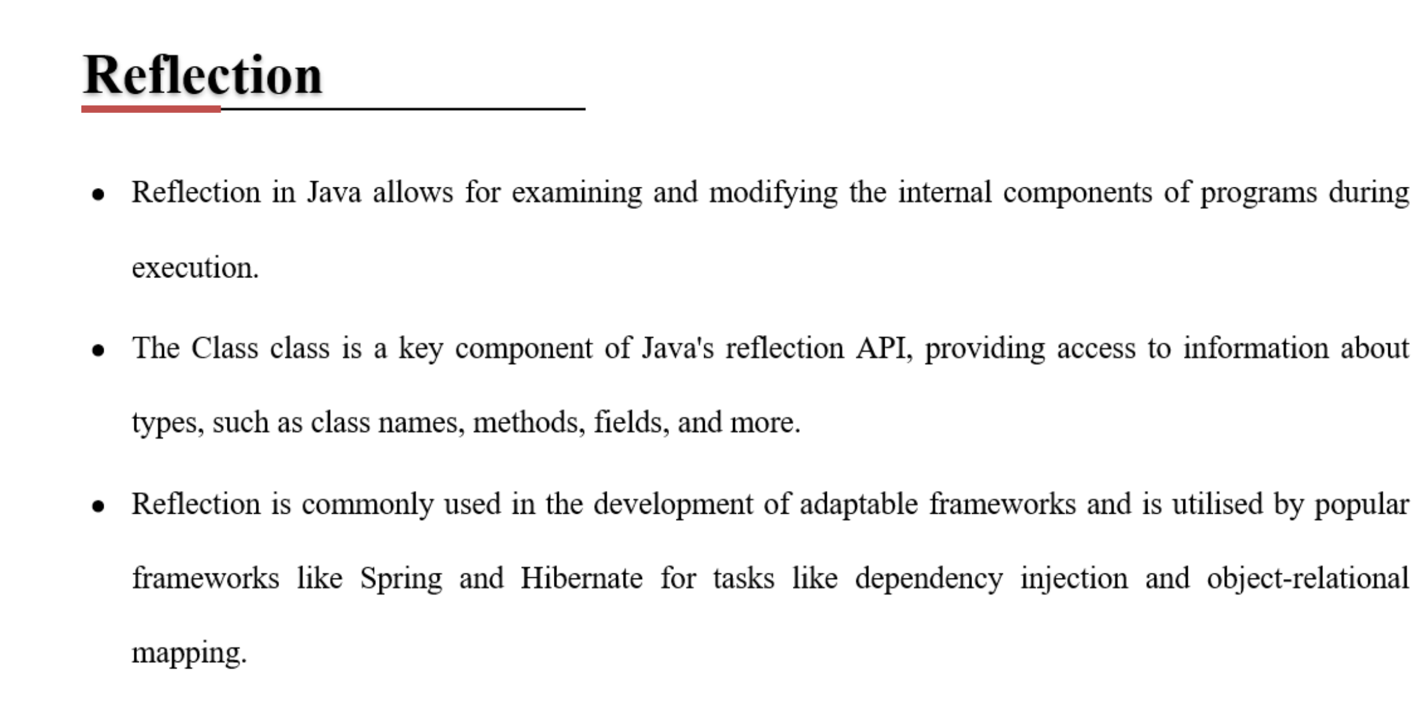 Reflection
● Reflection in Java allows for examining and modifying the internal components of programs during
execution.
● The Class class is a key component of Java's reflection API, providing access to information about
types, such as class names, methods, fields, and more.
● Reflection is commonly used in the development of adaptable frameworks and is utilised by popular
frameworks like Spring and Hibernate for tasks like dependency injection and object-relational
mapping.